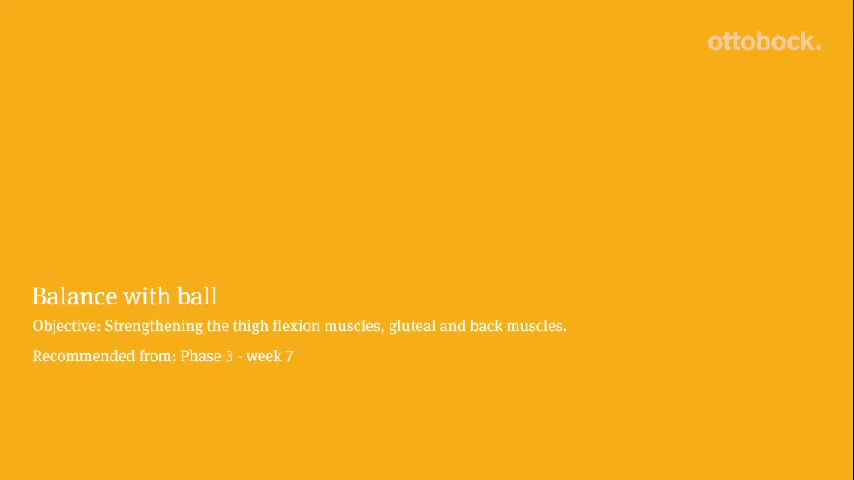 ottobock.
Balance with ball
Objective: Strengthening the thigh flexion muscles, gluteal and back muscles.
Recommended from: Phase 3 - week 7